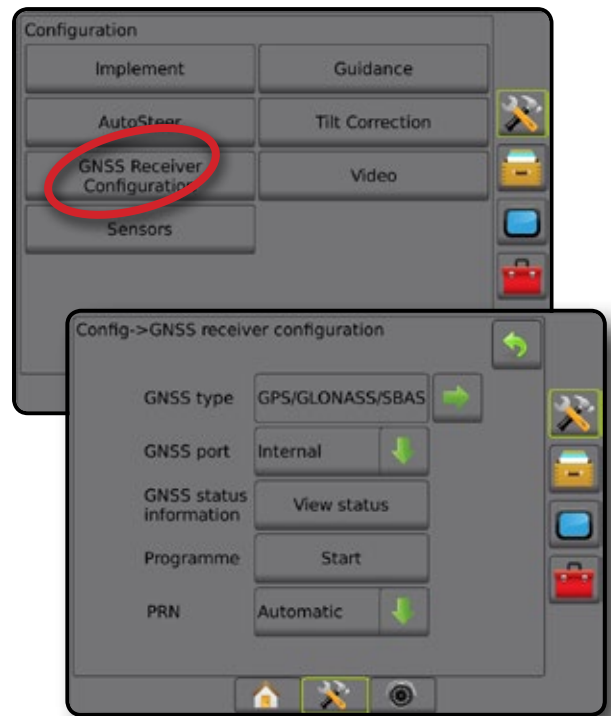 Configuration
Implement
Guidance
AutoSteer
Tilt Correction
GNSS Receiver
Configuration
Video
Sensors
Config->GNSS receiver configuration
GNSS type
GPS/GLONASS/SBAS
GNSS port
Internal
GNSS status
information
View status
Programme
Start
PRN
Automatic